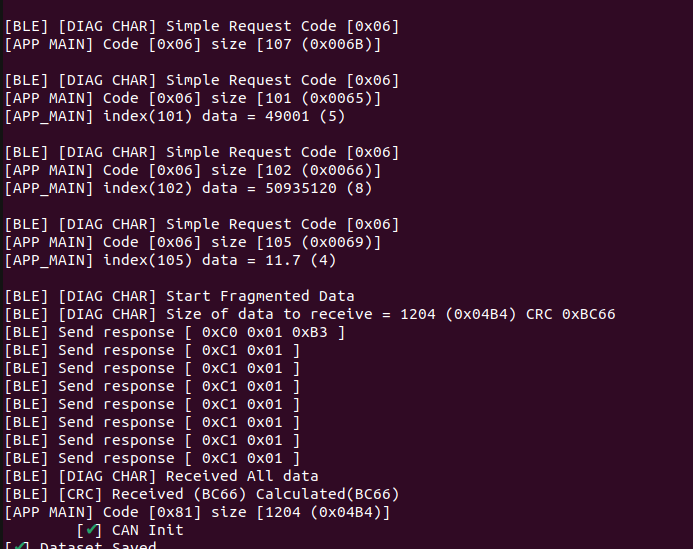 [BLE] [DIAG CHAR] Simple Request Code [0x06]
[APP MAIN] Code [0x06] size [107 (0x006B)]
[BLE] [DIAG CHAR] Simple Request Code [0x06]
[APP MAIN] Code [0x06] size [101 (0x0065)]
[APP_MAIN] index(101) data = 49001 (5)
[BLE] [DIAG CHAR] Simple Request Code [0x06]
[APP MAIN] Code [0x06] size [102 (0x0066)]
[APP_MAIN] index(102) data = 50935120 (8)
[BLE] [DIAG CHAR] Simple Request Code [0x06]
[APP MAIN] Code [0x06] size [105 (0x0069)]
[APP_MAIN] index(105) data = 11.7 (4)
[BLE] [DIAG CHAR] Start Fragmented Data
[BLE] [DIAG CHAR] Size of data to receive = 1204 (0x04B4) CRC 0xBC66
[BLE] Send response [ 0xC0 0x01 0xB3 ]
[BLE] Send response [ 0xC1 0x01 ]
[BLE] Send response [ 0xC1 0x01 ]
[BLE] Send response [ 0xC1 0x01 ]
[BLE] Send response [ 0xC1 0x01 ]
[BLE] Send response [ 0xC1 0x01 ]
[BLE] Send response [ 0xC1 0x01 ]
[BLE] Send response [ 0xC1 0x01 ]
[BLE] [DIAG CHAR] Received All data
[BLE] [CRC] Received (BC66) Calculated(BC66)
[APP MAIN] Code [0x81] size [1204 (0x04B4)]
[✔] CAN Init
[✔] Dataset Saved